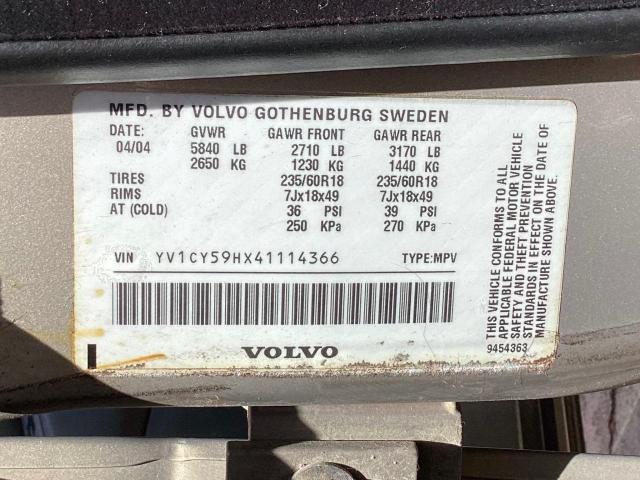 MFD. BY VOLVO GOTHENBURG SWEDEN
DATE: GVWR GAWR FRONT GAWR REAR
04/04 5840 LB 2710 LB 3170 LB
2650 KG 1230 KG 1440 KG
TIRES 235/60R18 235/60R18
RIMS 7Jx18x49 7Jx18x49
AT (COLD) 36 PSI 39 PSI
250 KPa 270 KPa
VIN YV1CY59HX41114366 TYPE:MPV
VOLVO
THIS VEHICLE CONFORMS TO ALL
APPLICABLE FEDERAL MOTOR VEHICLE
SAFETY AND THEFT PREVENTION
STANDARDS IN EFFECT ON THE DATE OF
MANUFACTURE SHOWN ABOVE.
9454363